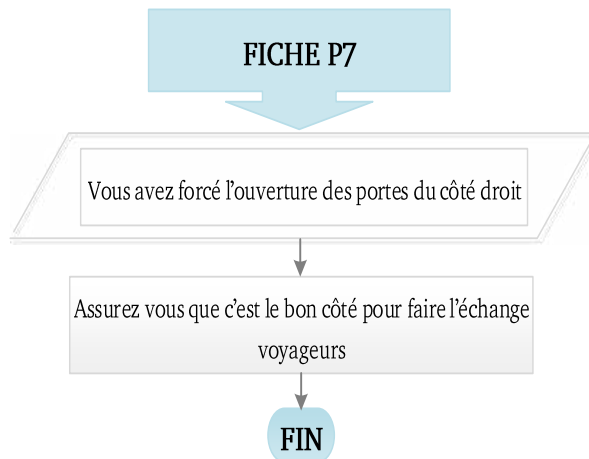 FICHE P7
Vous avez forcé l'ouverture des portes du côté droit
Assurez vous que c'est le bon côté pour faire l'échange
voyageurs
FIN